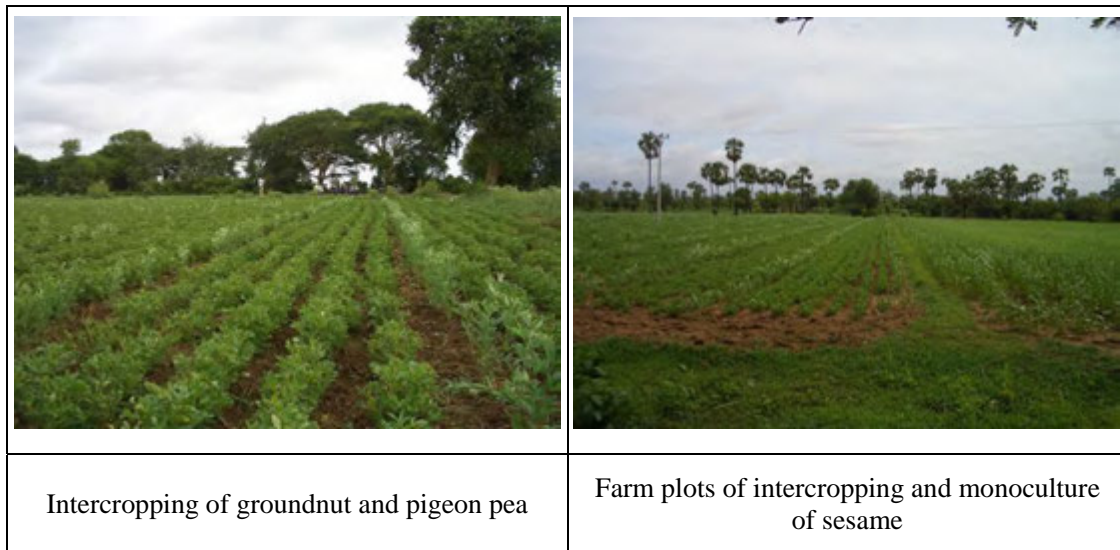 Intercropping of groundnut and pigeon pea
Farm plots of intercropping and monoculture
of sesame